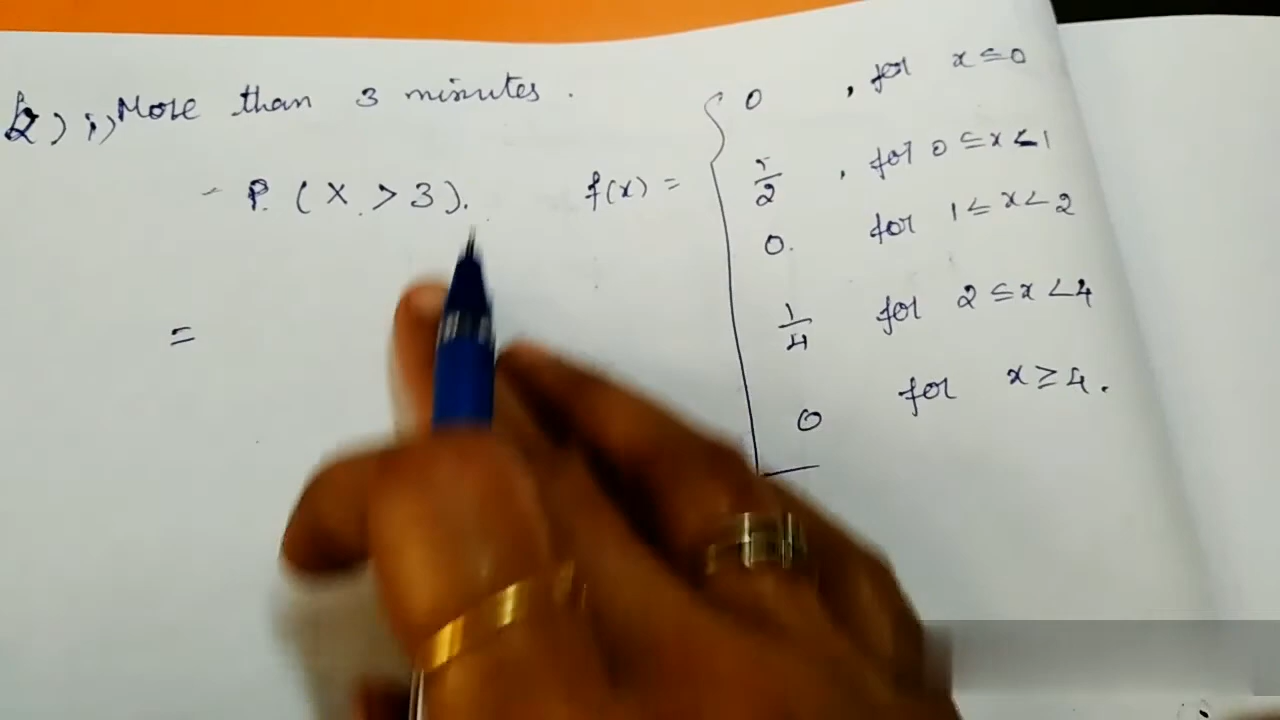 2) i) More than 3 minutes.
P. (X > 3).
=
f(x) =
0 , for x ≤ 0
1/2 , for 0 ≤ x < 1
0. for 1 ≤ x < 2
1/4 for 2 ≤ x < 4
0 for x ≥ 4.